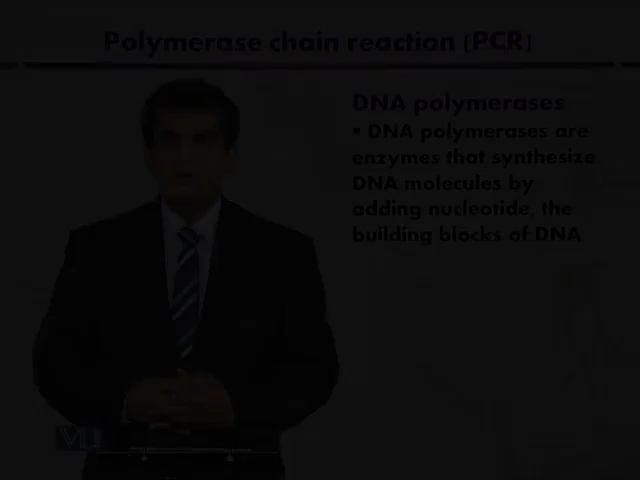 Polymerase chain reaction (PCR)
DNA polymerases
• DNA polymerases are
enzymes that synthesize
DNA molecules by
adding nucleotide, the
building blocks of DNA